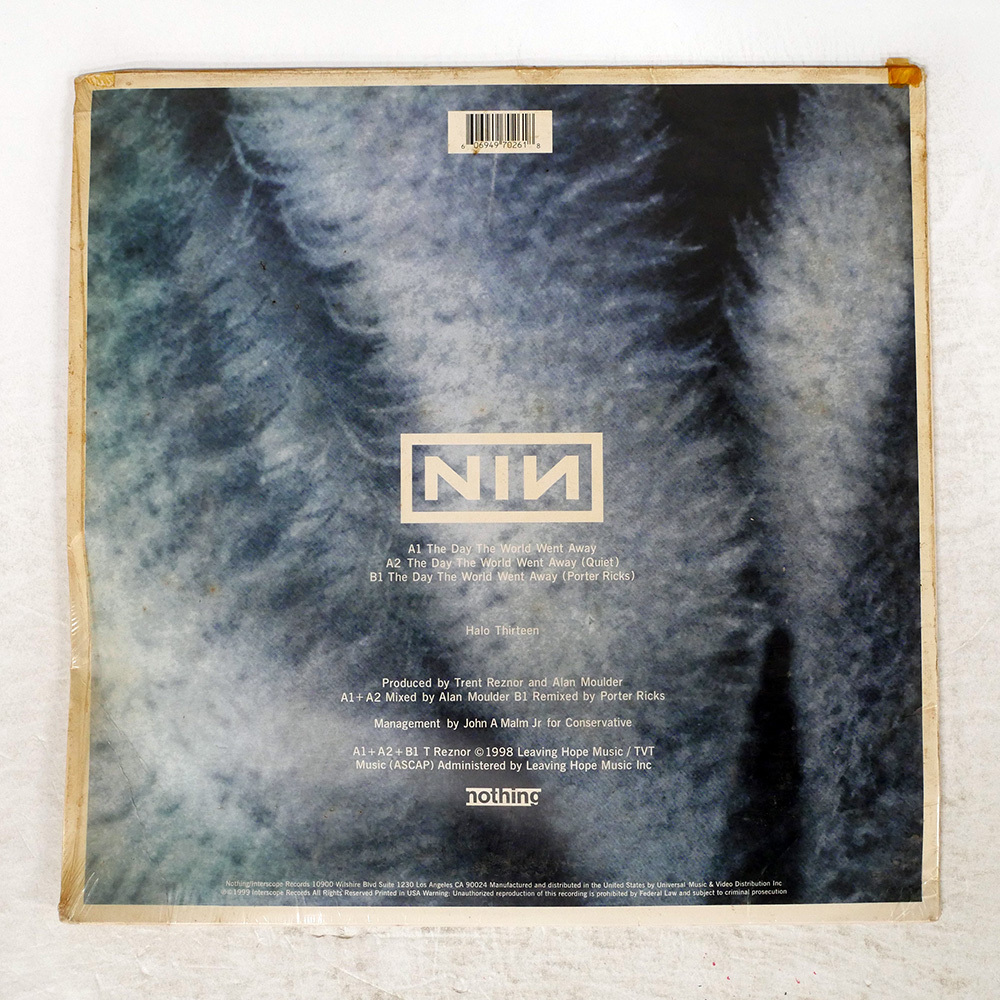 6 06949 70261 8
NIN
A1 The Day The World Went Away
A2 The Day The World Went Away (Quiet)
B1 The Day The World Went Away (Porter Ricks)
Halo Thirteen
Produced by Trent Reznor and Alan Moulder
A1+A2 Mixed by Alan Moulder B1 Remixed by Porter Ricks
Management by John A Malm Jr for Conservative
A1+A2+B1 T Reznor ©1998 Leaving Hope Music / TVT
Music (ASCAP) Administered by Leaving Hope Music Inc
nothing
Nothing/Interscope Records 10900 Wilshire Blvd Suite 1230 Los Angeles CA 90024 Manufactured and distributed in the United States by Universal Music & Video Distribution Inc
℗©1999 Interscope Records All Rights Reserved Printed in USA Warning: Unauthorized reproduction of this recording is prohibited by Federal Law and subject to criminal prosecution